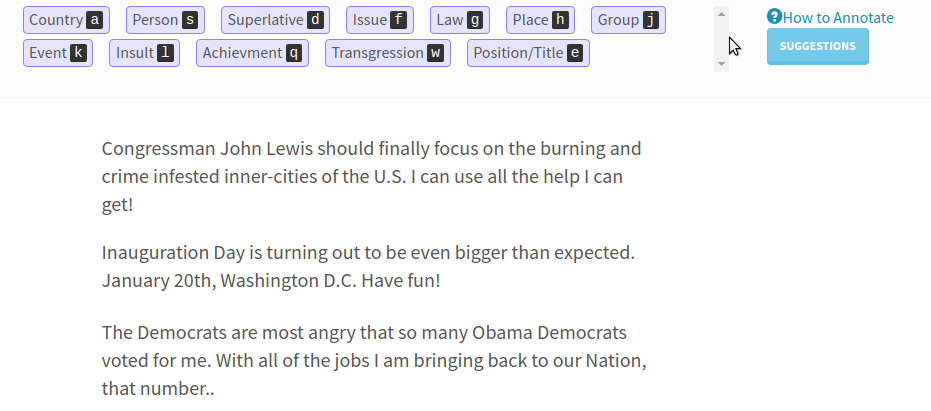 Country a Person s Superlative d Issue f Law g Place h Group j
Event k Insult l Achievment q Transgression w Position/Title e
?How to Annotate
SUGGESTIONS
Congressman John Lewis should finally focus on the burning and
crime infested inner-cities of the U.S. I can use all the help I can
get!
Inauguration Day is turning out to be even bigger than expected.
January 20th, Washington D.C. Have fun!
The Democrats are most angry that so many Obama Democrats
voted for me. With all of the jobs I am bringing back to our Nation,
that number..